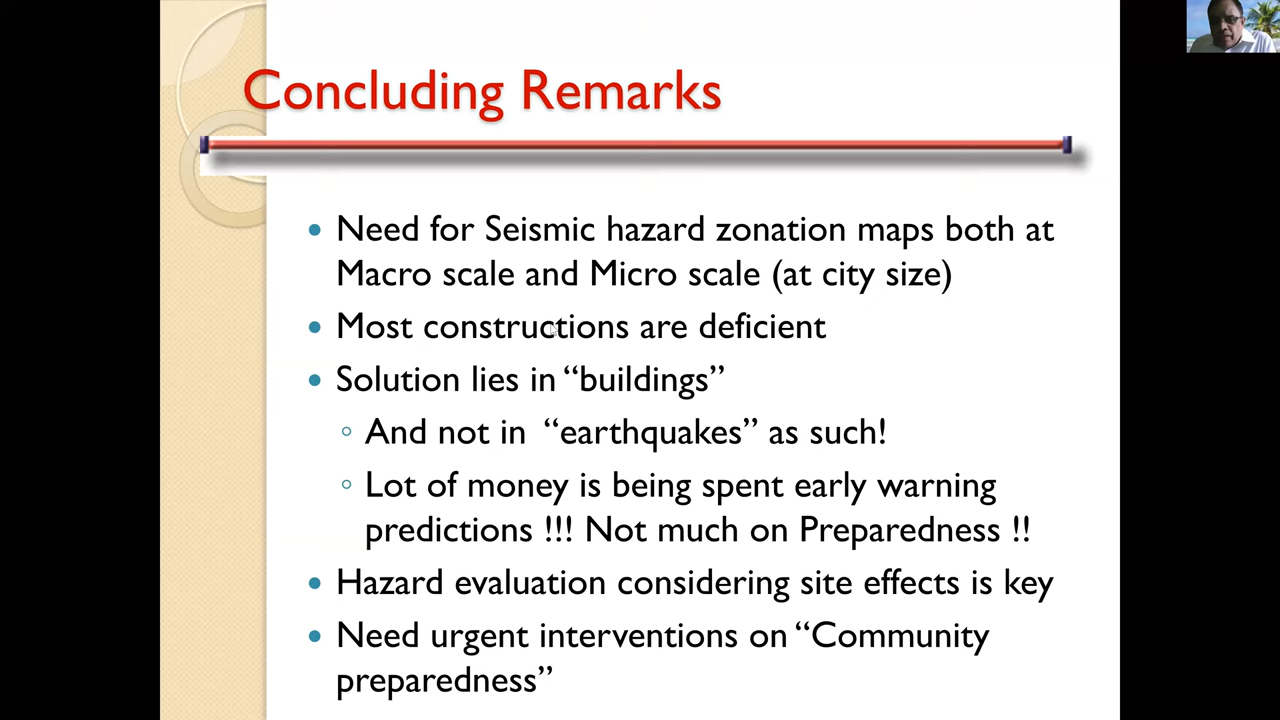 Concluding Remarks
• Need for Seismic hazard zonation maps both at
Macro scale and Micro scale (at city size)
• Most constructions are deficient
• Solution lies in “buildings”
◦ And not in “earthquakes” as such!
◦ Lot of money is being spent early warning
predictions !!! Not much on Preparedness !!
• Hazard evaluation considering site effects is key
• Need urgent interventions on “Community
preparedness”